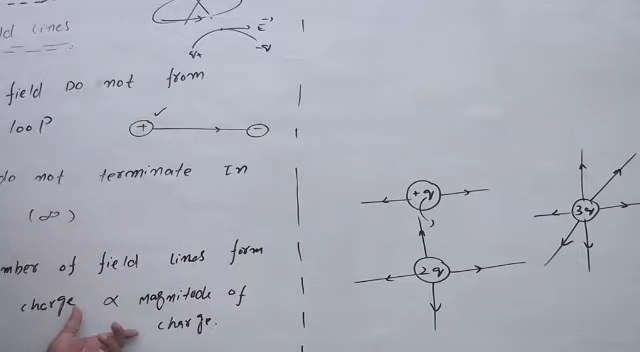 ld Lines
E
q
-q
field Do not from
loop
+ -
do not terminate In
(∞)
mber of field lines form
charge ∝ magnitude of
charge.
+q
2q
3q